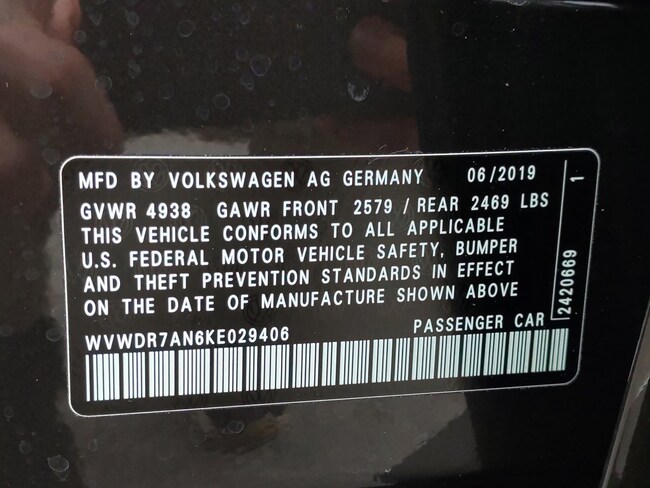 MFD BY VOLKSWAGEN AG GERMANY 06/2019
GVWR 4938 GAWR FRONT 2579 / REAR 2469 LBS
THIS VEHICLE CONFORMS TO ALL APPLICABLE
U.S. FEDERAL MOTOR VEHICLE SAFETY, BUMPER
AND THEFT PREVENTION STANDARDS IN EFFECT
ON THE DATE OF MANUFACTURE SHOWN ABOVE
WVWDR7AN6KE029406 PASSENGER CAR
2420669 1